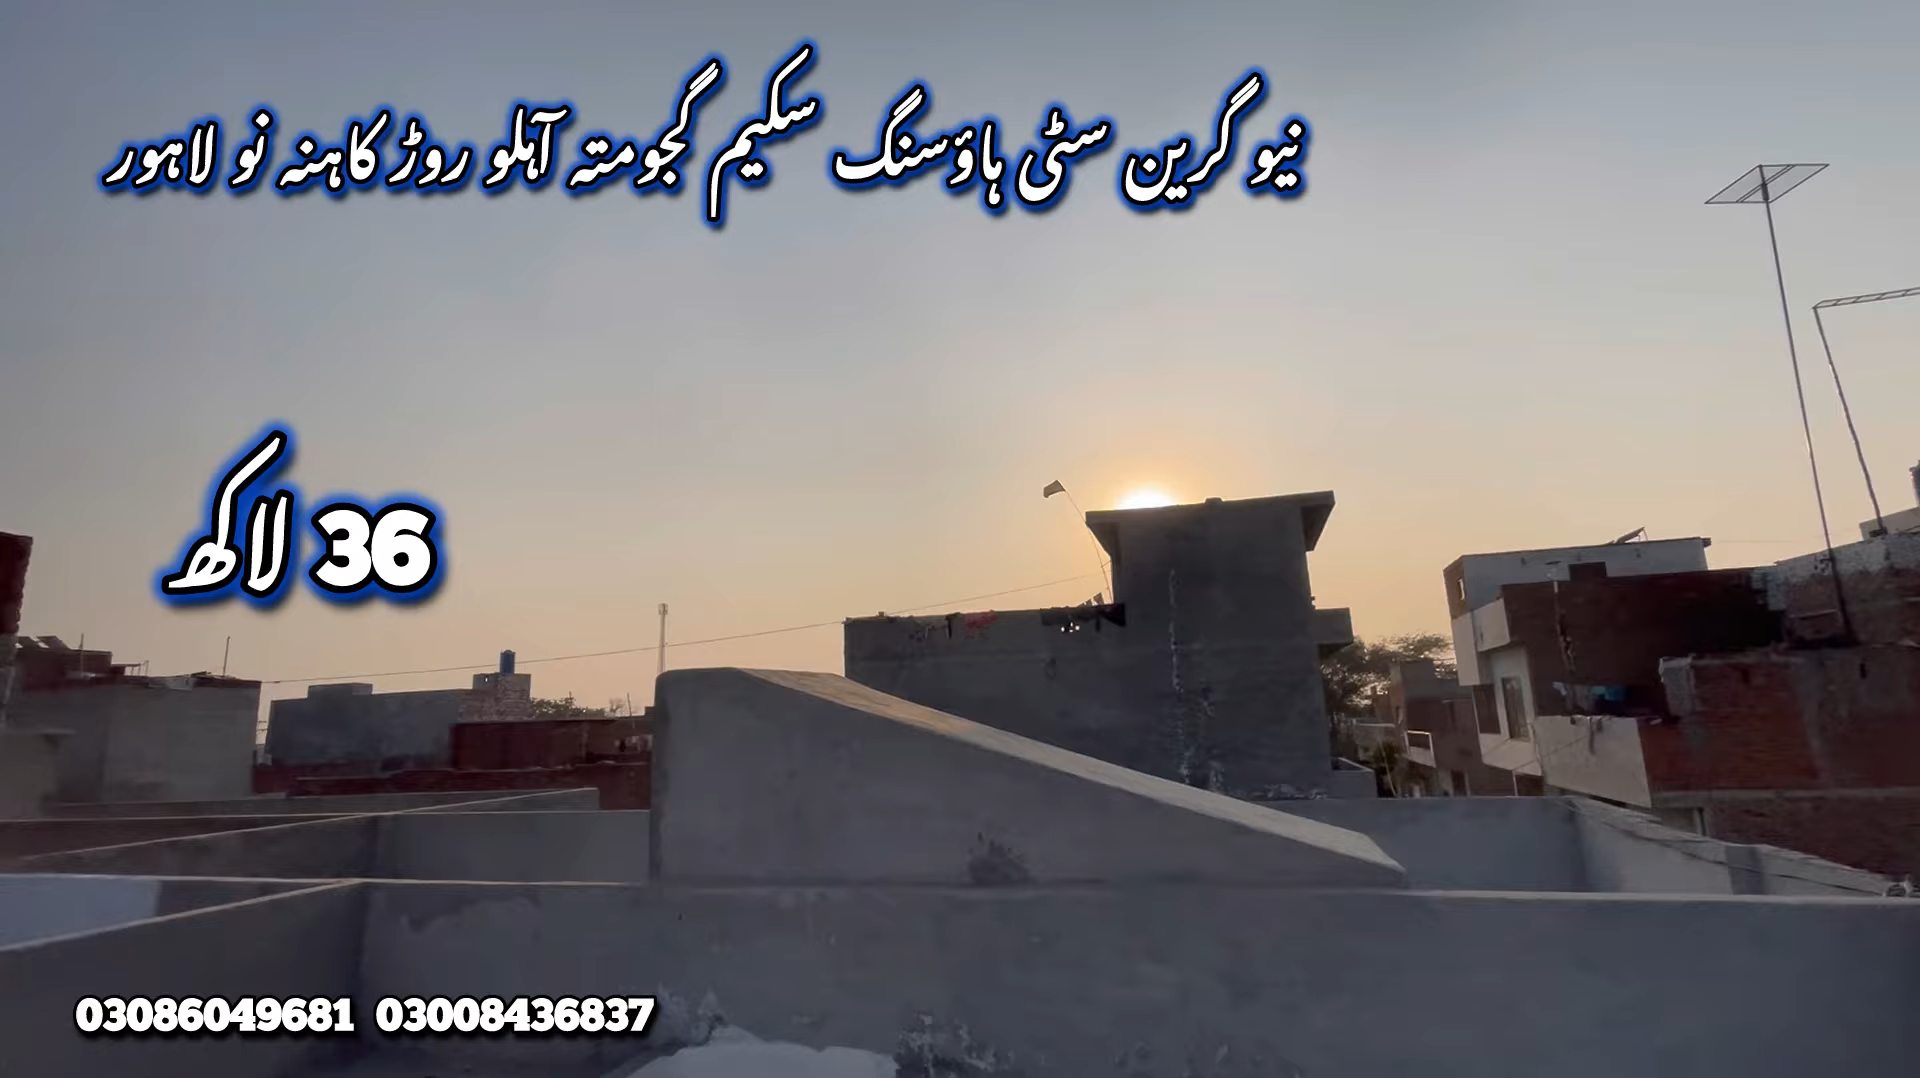 نیو گرین سٹی ہاؤسنگ سکیم گجومتہ آہلو روڑ کاہنہ نو لاہور
36 لاکھ
03086049681 03008436837